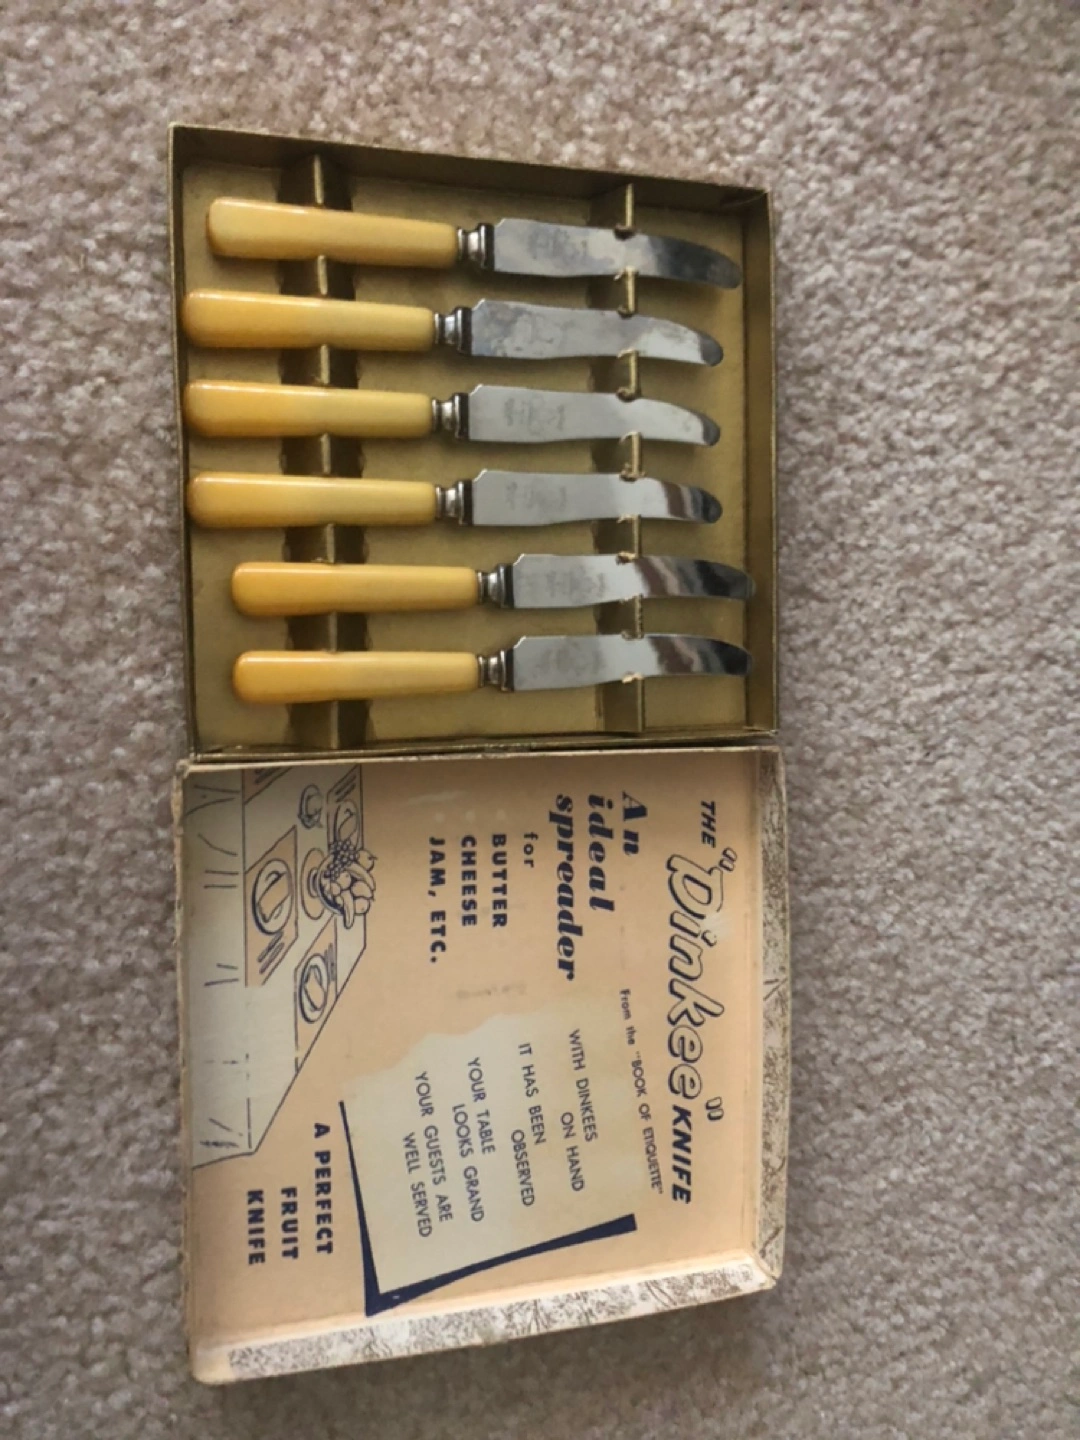 THE "Dinkee" KNIFE
An
ideal
spreader
for
BUTTER
CHEESE
JAM, ETC.
From the "BOOK OF ETIQUETTE"
WITH DINKEES
ON HAND
IT HAS BEEN
OBSERVED
YOUR TABLE
LOOKS GRAND
YOUR GUESTS ARE
WELL SERVED
A PERFECT
FRUIT
KNIFE